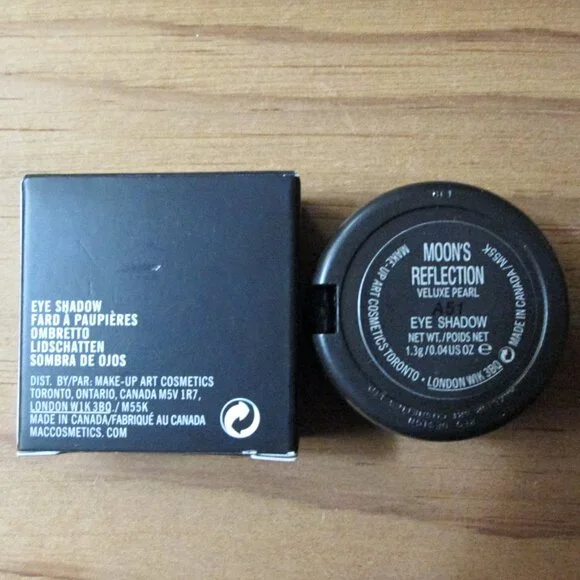 EYE SHADOW
FARD À PAUPIÈRES
OMBRETTO
LIDSCHATTEN
SOMBRA DE OJOS
DIST. BY/PAR: MAKE-UP ART COSMETICS
TORONTO, ONTARIO, CANADA M5V 1R7,
LONDON W1K 3BQ./M55K
MADE IN CANADA/FABRIQUÉ AU CANADA
MACCOSMETICS.COM
MOON'S
REFLECTION
VELUXE PEARL
A51
EYE SHADOW
NET WT./POIDS NET
1.3g/0.04 US OZ ℮
MAKE-UP ART COSMETICS TORONTO • LONDON W1K 3BQ
MADE IN CANADA/M55K